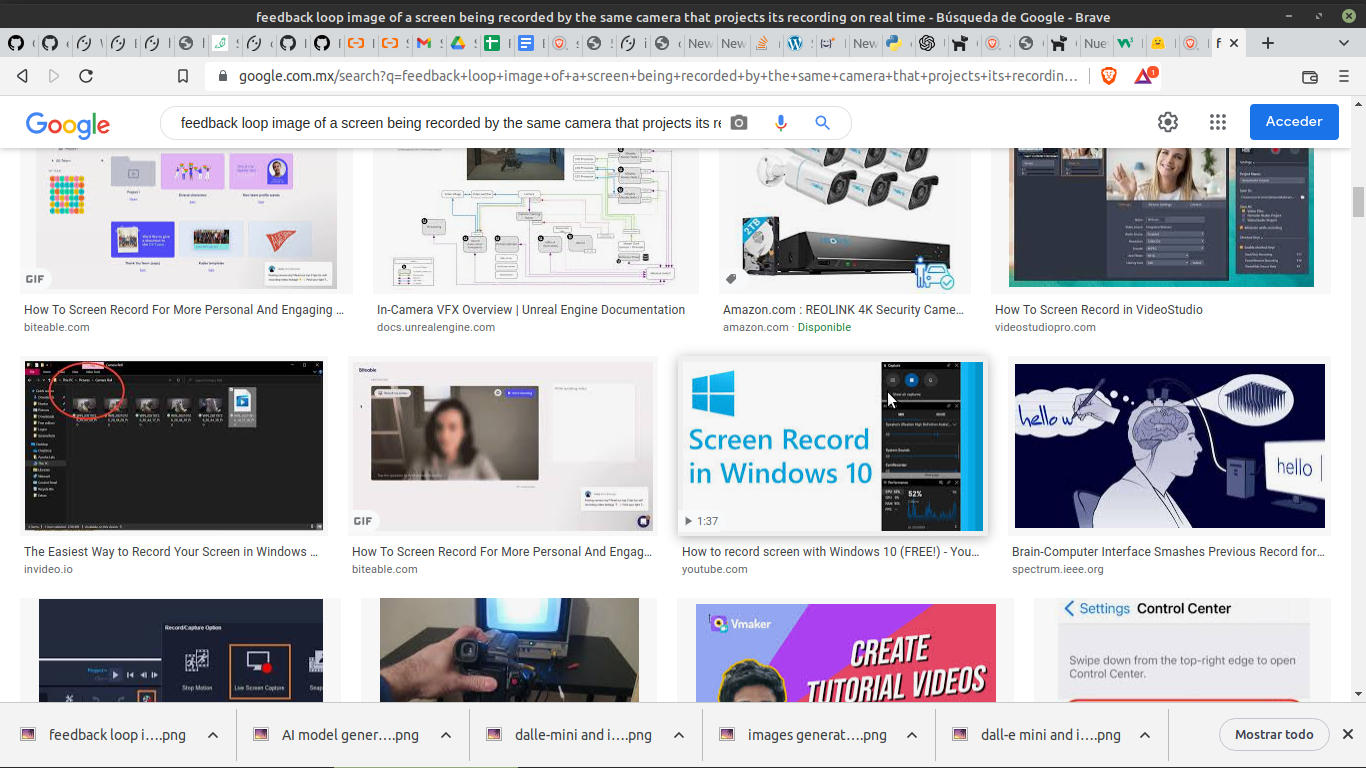 feedback loop image of a screen being recorded by the same camera that projects its recording on real time - Búsqueda de Google - Brave
New
New
New
Nue
f
google.com.mx/search?q=feedback+loop+image+of+a+screen+being+recorded+by+the+same+camera+that+projects+its+recordin…
1
Google
feedback loop image of a screen being recorded by the same camera that projects its re
Acceder
GIF
2TB
How To Screen Record For More Personal And Engaging ...
biteable.com
In-Camera VFX Overview | Unreal Engine Documentation
docs.unrealengine.com
Amazon.com : REOLINK 4K Security Came...
amazon.com · Disponible
How To Screen Record in VideoStudio
videostudiopro.com
Biteable
GIF
Screen Record
in Windows 10
1:37
Capture
Performance
52%
hello w
hello
The Easiest Way to Record Your Screen in Windows ...
invideo.io
How To Screen Record For More Personal And Engag...
biteable.com
How to record screen with Windows 10 (FREE!) - You...
youtube.com
Brain-Computer Interface Smashes Previous Record for...
spectrum.ieee.org
Record/Capture Option
Stop Motion
Live Screen Capture
Snap
Vmaker
CREATE
TUTORIAL VIDEOS
Settings
Control Center
Swipe down from the top-right edge to open
Control Center.
feedback loop i....png
AI model gener....png
dalle-mini and i....png
images generat....png
dall-e mini and i....png
Mostrar todo